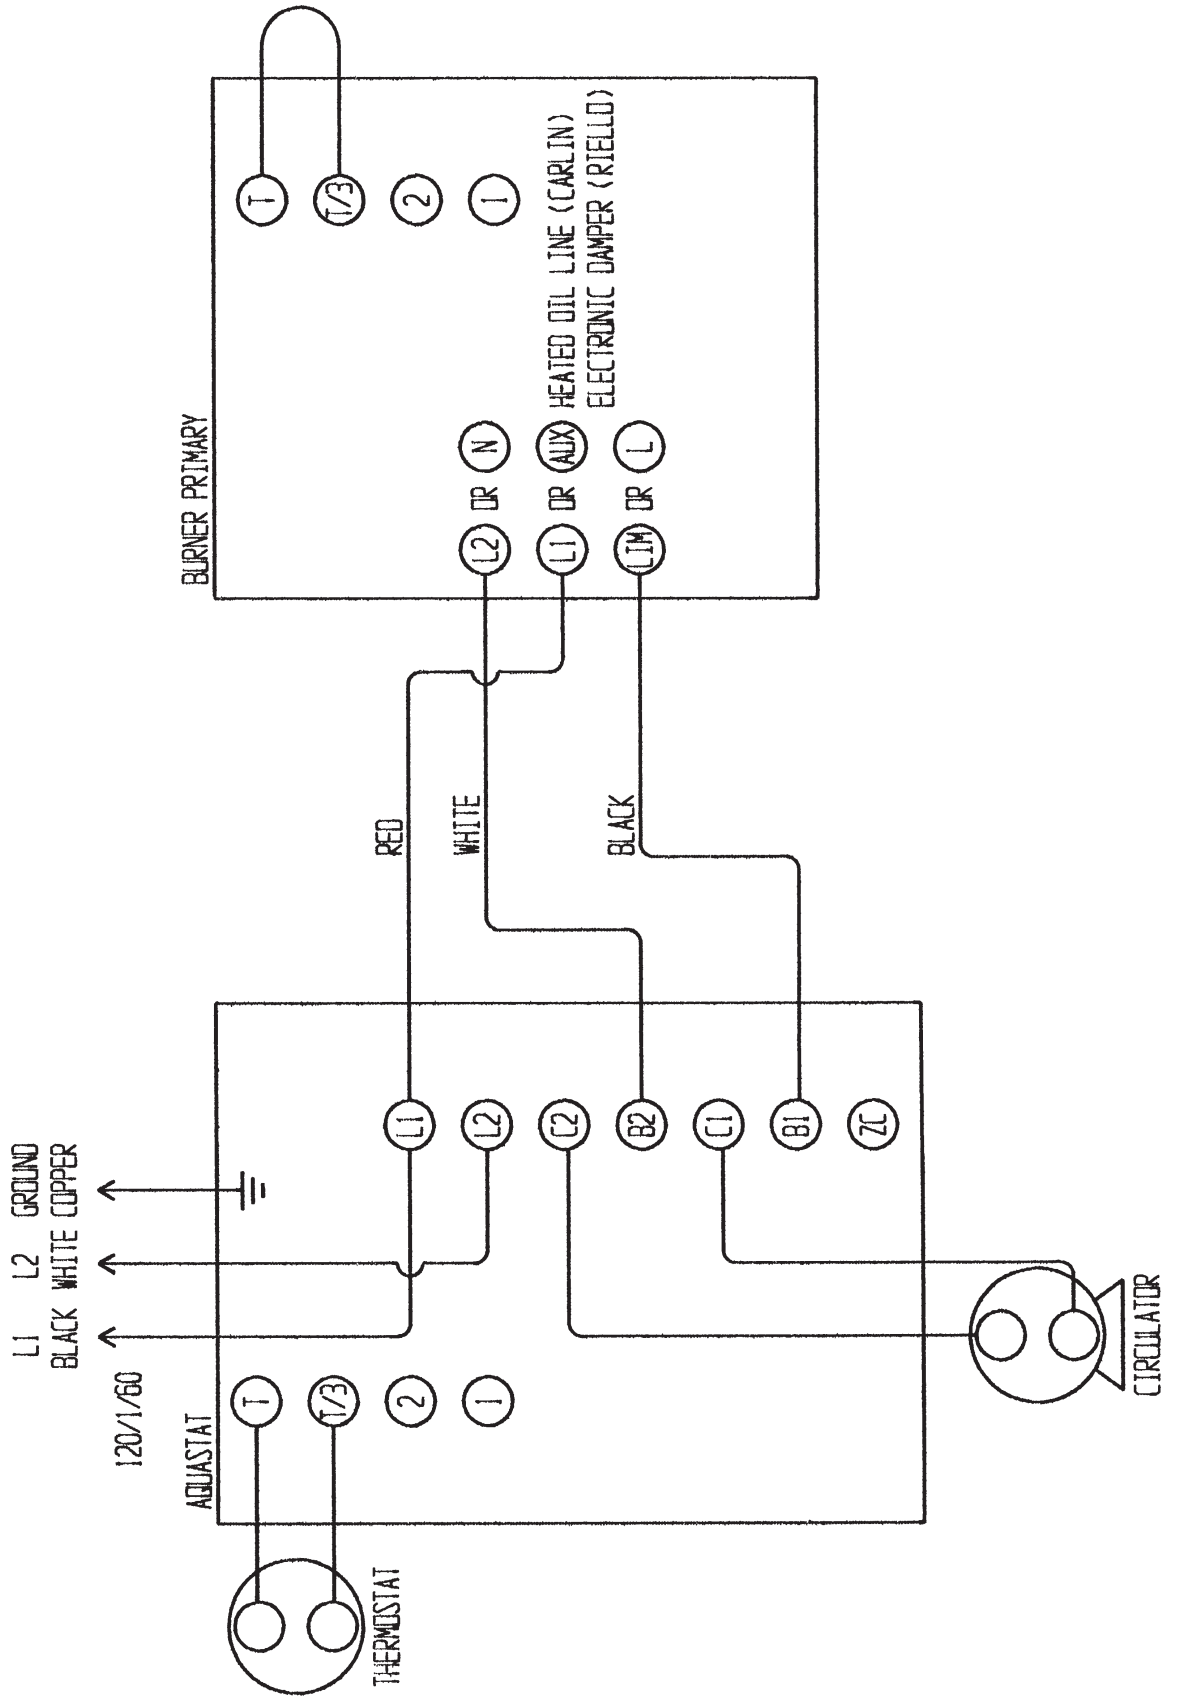 L1 L2 GROUND
BLACK WHITE COPPER
120/1/60
AQUASTAT
BURNER PRIMARY
T
T/3
2
1
T
T/3
2
1
THERMOSTAT
L1
L2
C2
B2
C1
B1
ZC
RED
WHITE
BLACK
L2 OR N
L1 OR AUX HEATED OIL LINE (CARLIN)
ELECTRONIC DAMPER (RIELLO)
LIM OR L
CIRCULATOR